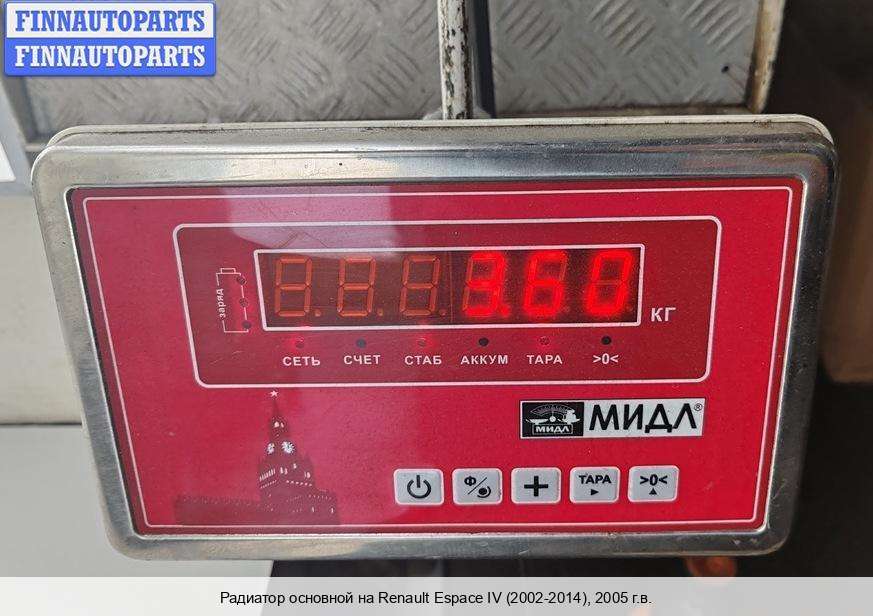 FINNAUTOPARTS
FINNAUTOPARTS
заряд
3.60
КГ
СЕТЬ СЧЕТ СТАБ АККУМ ТАРА >0<
МИДЛ МИДЛ®
Ф
+
ТАРА
>0<
Радиатор основной на Renault Espace IV (2002-2014), 2005 г.в.